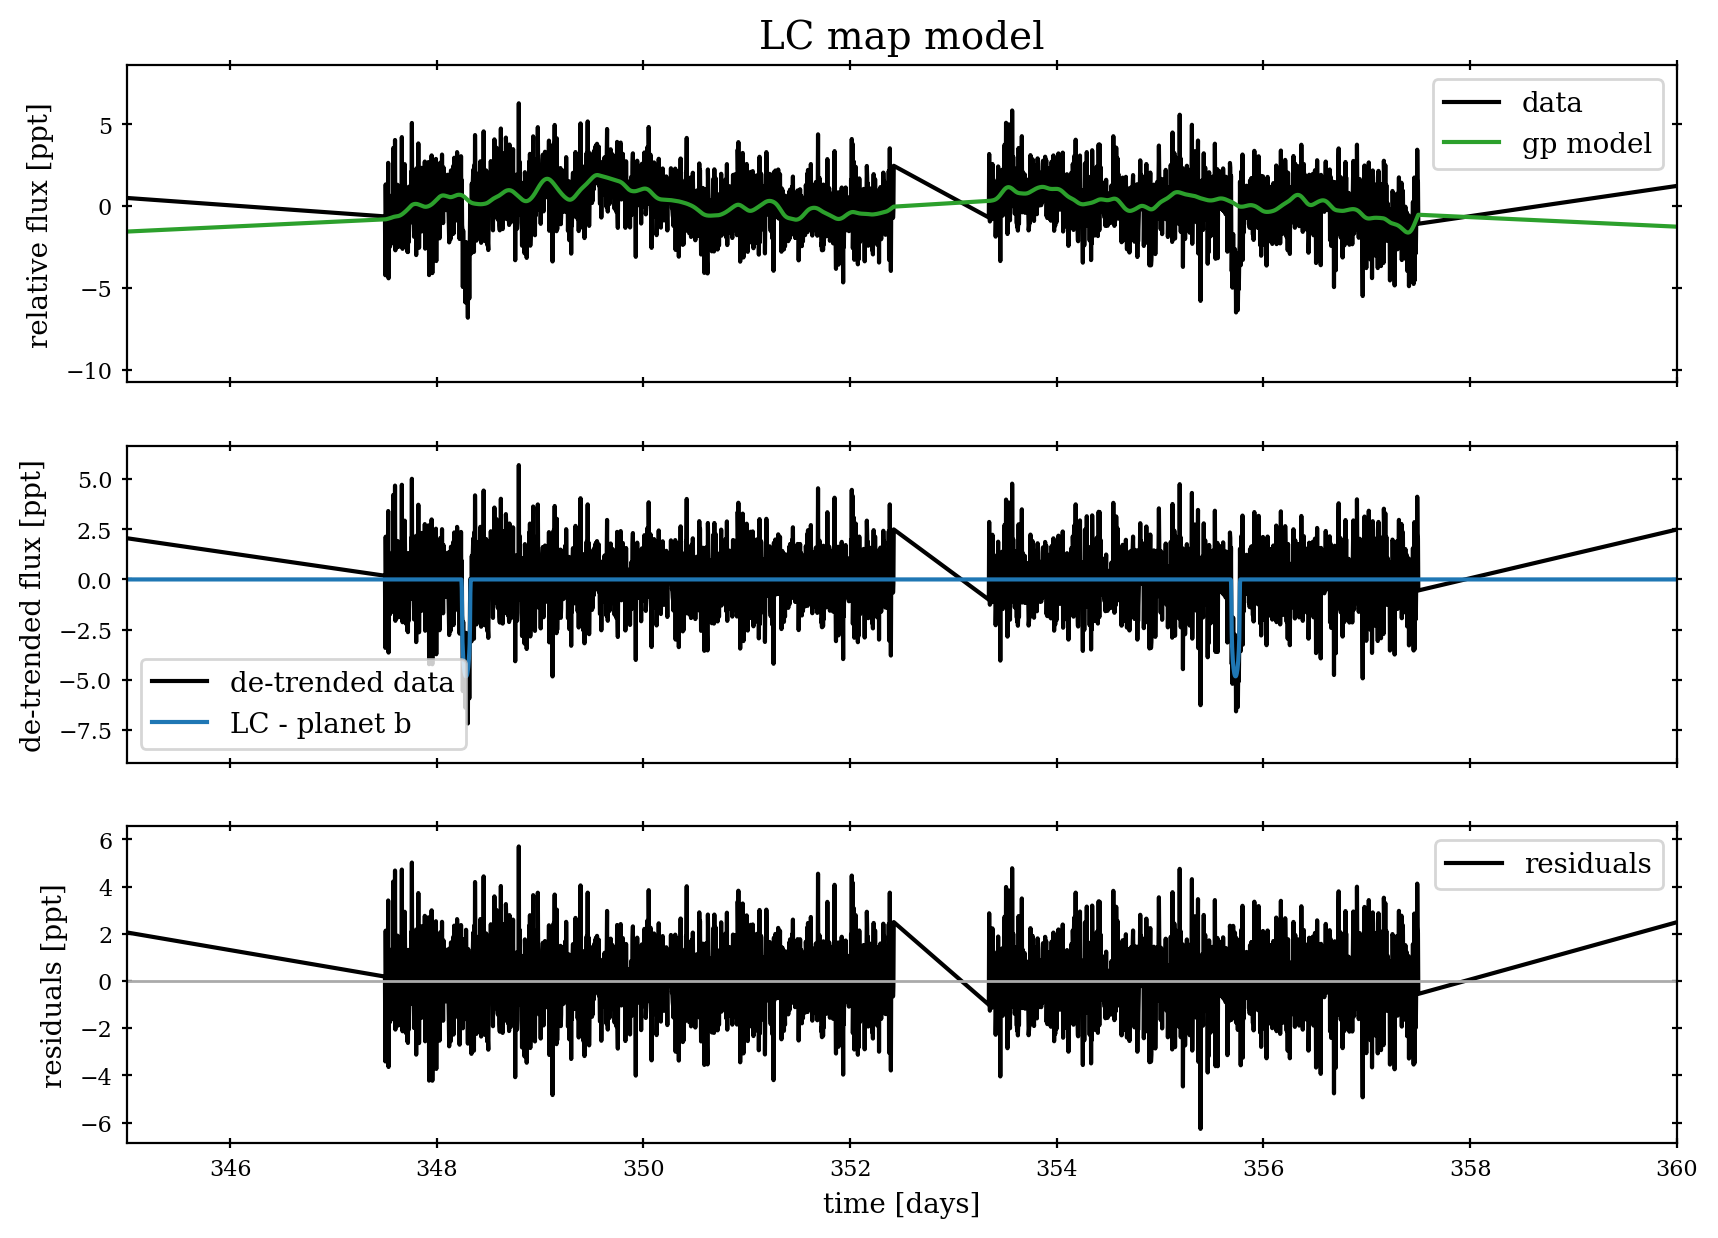 LC map model
relative flux [ppt]
5
0
−5
−10
data
gp model
de-trended flux [ppt]
5.0
2.5
0.0
−2.5
−5.0
−7.5
de-trended data
LC - planet b
residuals [ppt]
6
4
2
0
−2
−4
−6
residuals
346 348 350 352 354 356 358 360
time [days]